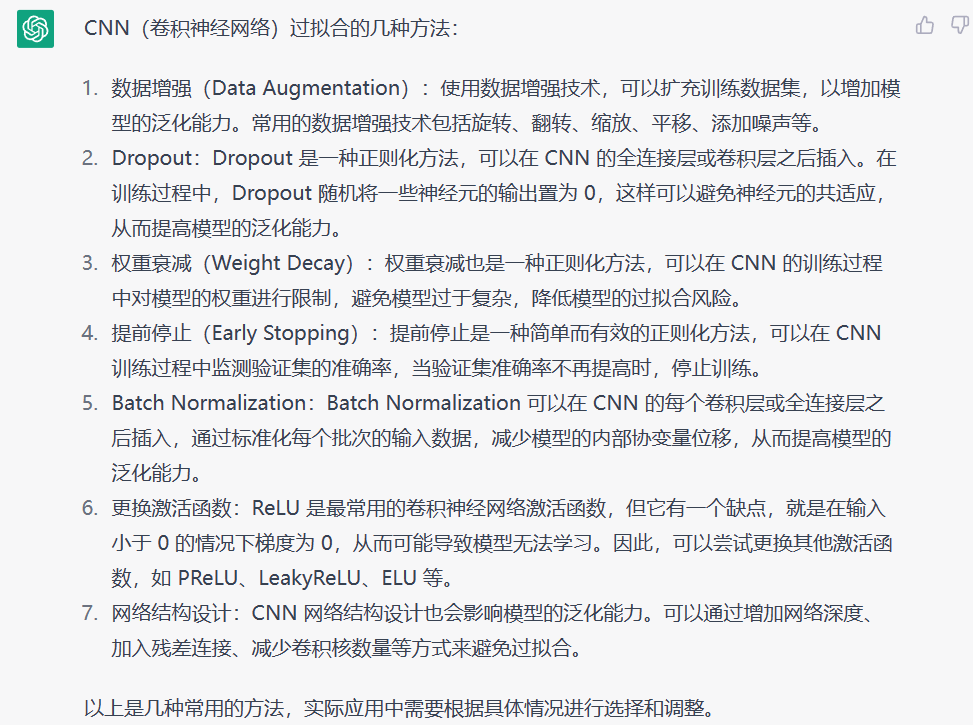 CNN（卷积神经网络）过拟合的几种方法：
1. 数据增强（Data Augmentation）：使用数据增强技术，可以扩充训练数据集，以增加模
型的泛化能力。常用的数据增强技术包括旋转、翻转、缩放、平移、添加噪声等。
2. Dropout：Dropout 是一种正则化方法，可以在 CNN 的全连接层或卷积层之后插入。在
训练过程中，Dropout 随机将一些神经元的输出置为 0，这样可以避免神经元的共适应，
从而提高模型的泛化能力。
3. 权重衰减（Weight Decay）：权重衰减也是一种正则化方法，可以在 CNN 的训练过程
中对模型的权重进行限制，避免模型过于复杂，降低模型的过拟合风险。
4. 提前停止（Early Stopping）：提前停止是一种简单而有效的正则化方法，可以在 CNN
训练过程中监测验证集的准确率，当验证集准确率不再提高时，停止训练。
5. Batch Normalization：Batch Normalization 可以在 CNN 的每个卷积层或全连接层之
后插入，通过标准化每个批次的输入数据，减少模型的内部协变量位移，从而提高模型的
泛化能力。
6. 更换激活函数：ReLU 是最常用的卷积神经网络激活函数，但它有一个缺点，就是在输入
小于 0 的情况下梯度为 0，从而可能导致模型无法学习。因此，可以尝试更换其他激活函
数，如 PReLU、LeakyReLU、ELU 等。
7. 网络结构设计：CNN 网络结构设计也会影响模型的泛化能力。可以通过增加网络深度、
加入残差连接、减少卷积核数量等方式来避免过拟合。
以上是几种常用的方法，实际应用中需要根据具体情况进行选择和调整。